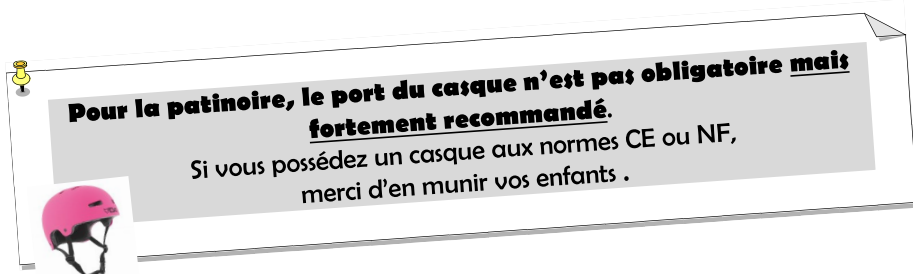 Pour la patinoire, le port du casque n'est pas obligatoire mais
fortement recommandé.
Si vous possédez un casque aux normes CE ou NF,
merci d'en munir vos enfants .